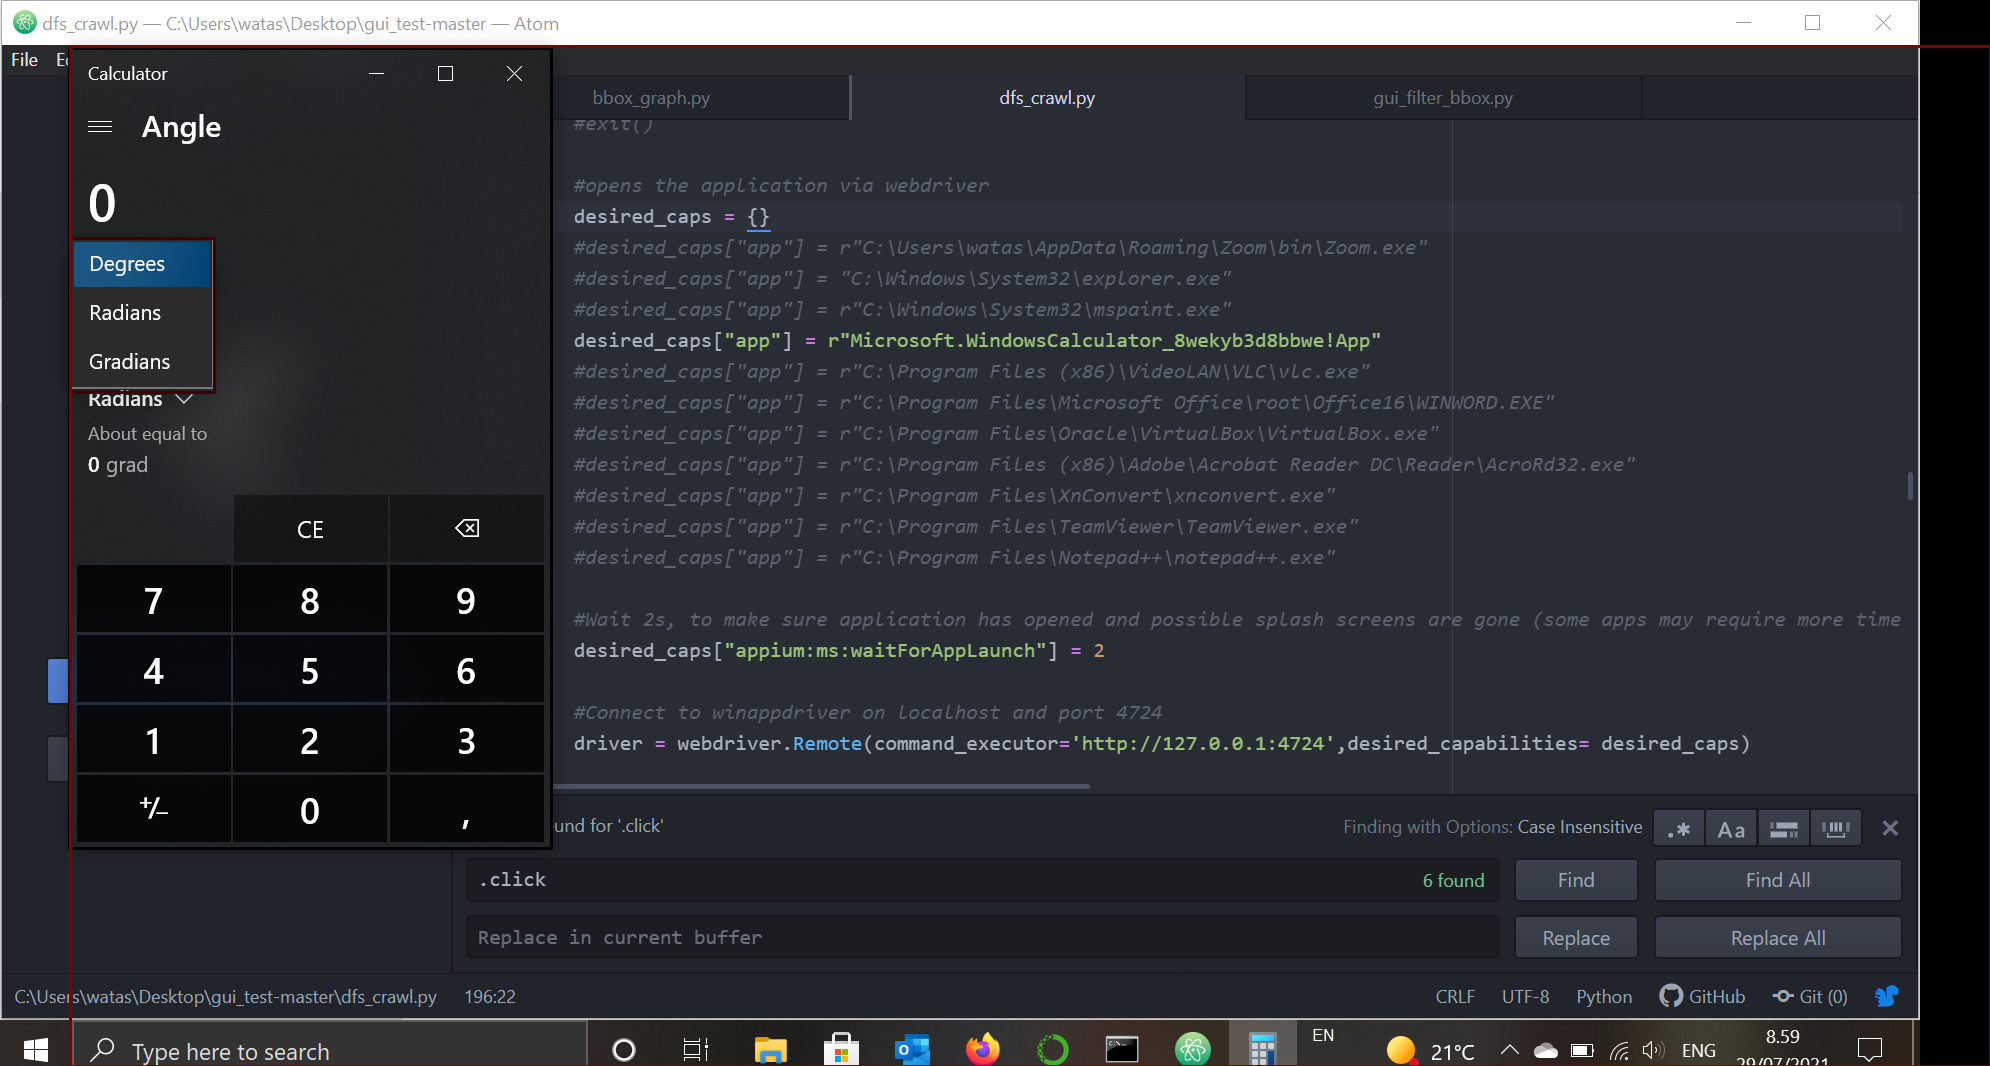 dfs_crawl.py — C:\Users\watas\Desktop\gui_test-master — Atom
File
Calculator
Angle
0
Degrees
Radians
Gradians
Radians
About equal to
0 grad
CE
7 8 9
4 5 6
1 2 3
+/− 0 ,
bbox_graph.py dfs_crawl.py gui_filter_bbox.py
#exit()
#opens the application via webdriver
desired_caps = {}
#desired_caps["app"] = r"C:\Users\watas\AppData\Roaming\Zoom\bin\Zoom.exe"
#desired_caps["app"] = "C:\Windows\System32\explorer.exe"
#desired_caps["app"] = r"C:\Windows\System32\mspaint.exe"
desired_caps["app"] = r"Microsoft.WindowsCalculator_8wekyb3d8bbwe!App"
#desired_caps["app"] = r"C:\Program Files (x86)\VideoLAN\VLC\vlc.exe"
#desired_caps["app"] = r"C:\Program Files\Microsoft Office\root\Office16\WINWORD.EXE"
#desired_caps["app"] = r"C:\Program Files\Oracle\VirtualBox\VirtualBox.exe"
#desired_caps["app"] = r"C:\Program Files (x86)\Adobe\Acrobat Reader DC\Reader\AcroRd32.exe"
#desired_caps["app"] = r"C:\Program Files\XnConvert\xnconvert.exe"
#desired_caps["app"] = r"C:\Program Files\TeamViewer\TeamViewer.exe"
#desired_caps["app"] = r"C:\Program Files\Notepad++\notepad++.exe"
#Wait 2s, to make sure application has opened and possible splash screens are gone (some apps may require more time
desired_caps["appium:ms:waitForAppLaunch"] = 2
#Connect to winappdriver on localhost and port 4724
driver = webdriver.Remote(command_executor='http://127.0.0.1:4724',desired_capabilities= desired_caps)
und for '.click'
Finding with Options: Case Insensitive
.* Aa
.click 6 found Find Find All
Replace in current buffer Replace Replace All
C:\Users\watas\Desktop\gui_test-master\dfs_crawl.py 196:22 CRLF UTF-8 Python GitHub Git (0)
Type here to search
EN
21°C
ENG
8.59
29/07/2021